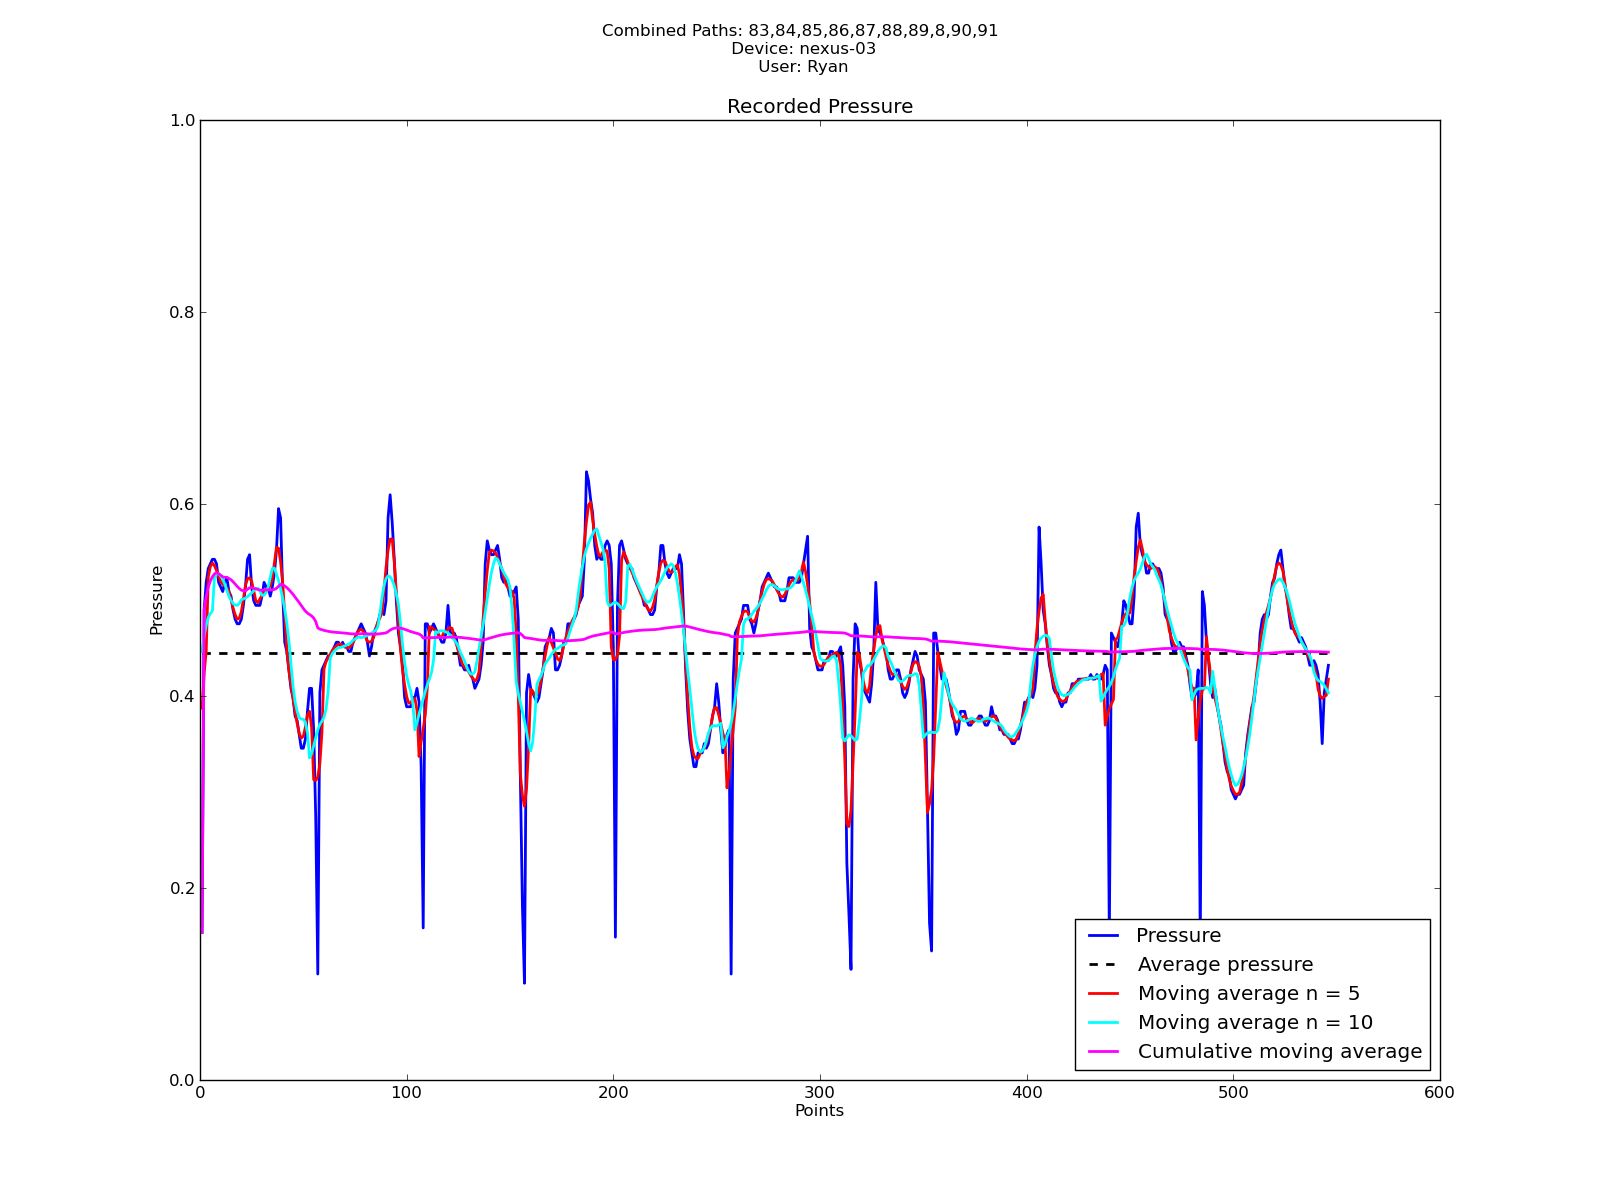 Combined Paths: 83,84,85,86,87,88,89,8,90,91
Device: nexus-03
User: Ryan
Recorded Pressure
1.0
0.8
0.6
0.4
0.2
0.0
Pressure
0 100 200 300 400 500 600
Points
Pressure
Average pressure
Moving average n = 5
Moving average n = 10
Cumulative moving average